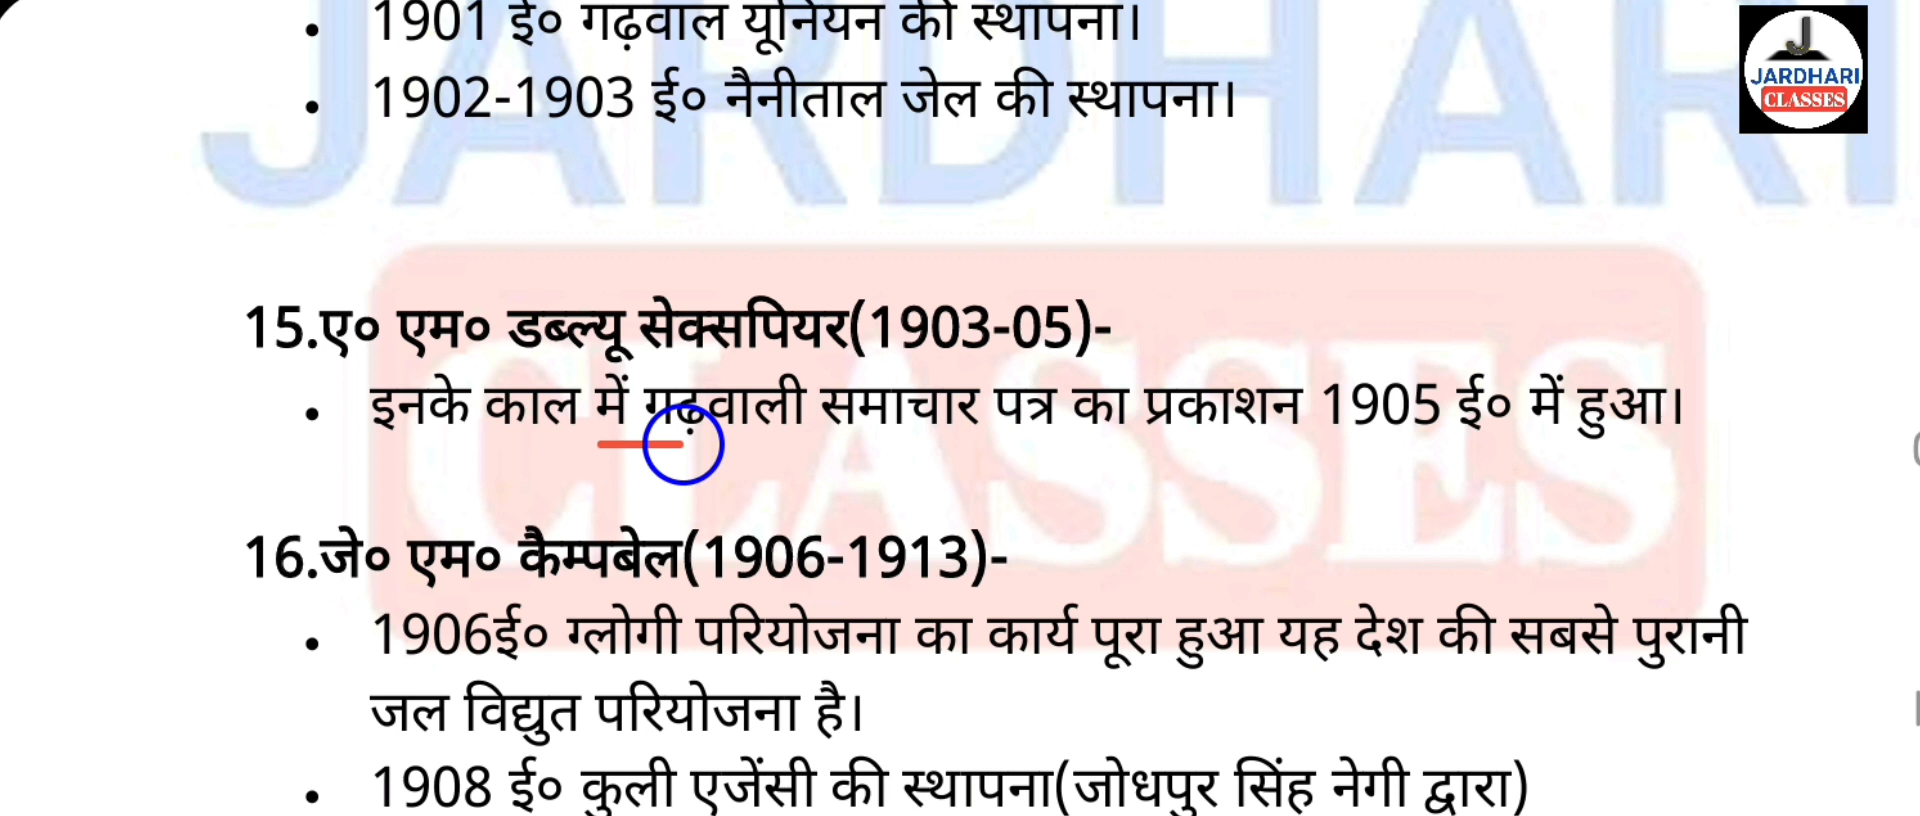 • 1901 ई० गढ़वाल यूनियन की स्थापना।
• 1902-1903 ई० नैनीताल जेल की स्थापना।
J
JARDHARI
CLASSES
JARDHARI
15.ए० एम० डब्ल्यू सेक्सपियर(1903-05)-
• इनके काल में गढ़वाली समाचार पत्र का प्रकाशन 1905 ई० में हुआ।
CLASSES
16.जे० एम० कैम्पबेल(1906-1913)-
• 1906ई० ग्लोगी परियोजना का कार्य पूरा हुआ यह देश की सबसे पुरानी
जल विद्युत परियोजना है।
• 1908 ई० कुली एजेंसी की स्थापना(जोधपुर सिंह नेगी द्वारा)